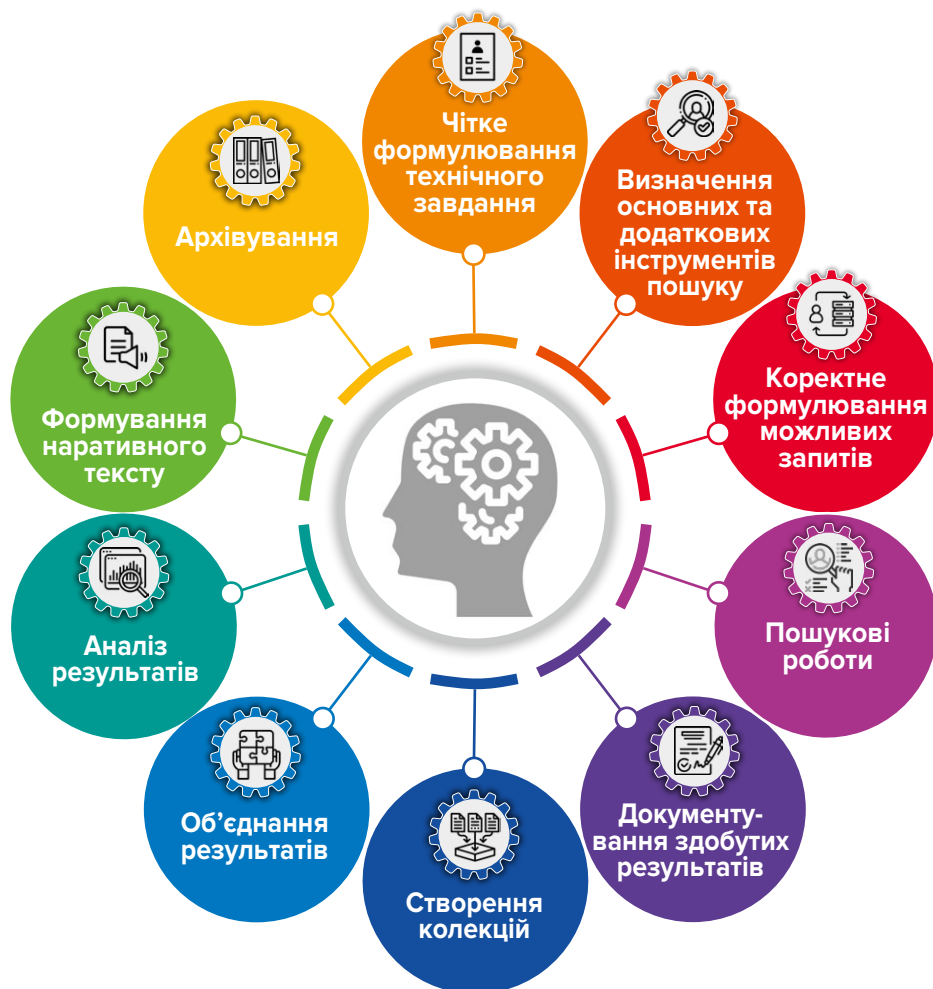 Чітке
формулювання
технічного
завдання
Визначення
основних та
додаткових
інструментів
пошуку
Коректне
формулювання
можливих
запитів
Пошукові
роботи
Документу-
вання здобутих
результатів
Створення
колекцій
Об’єднання
результатів
Аналіз
результатів
Формування
наративного
тексту
Архівування